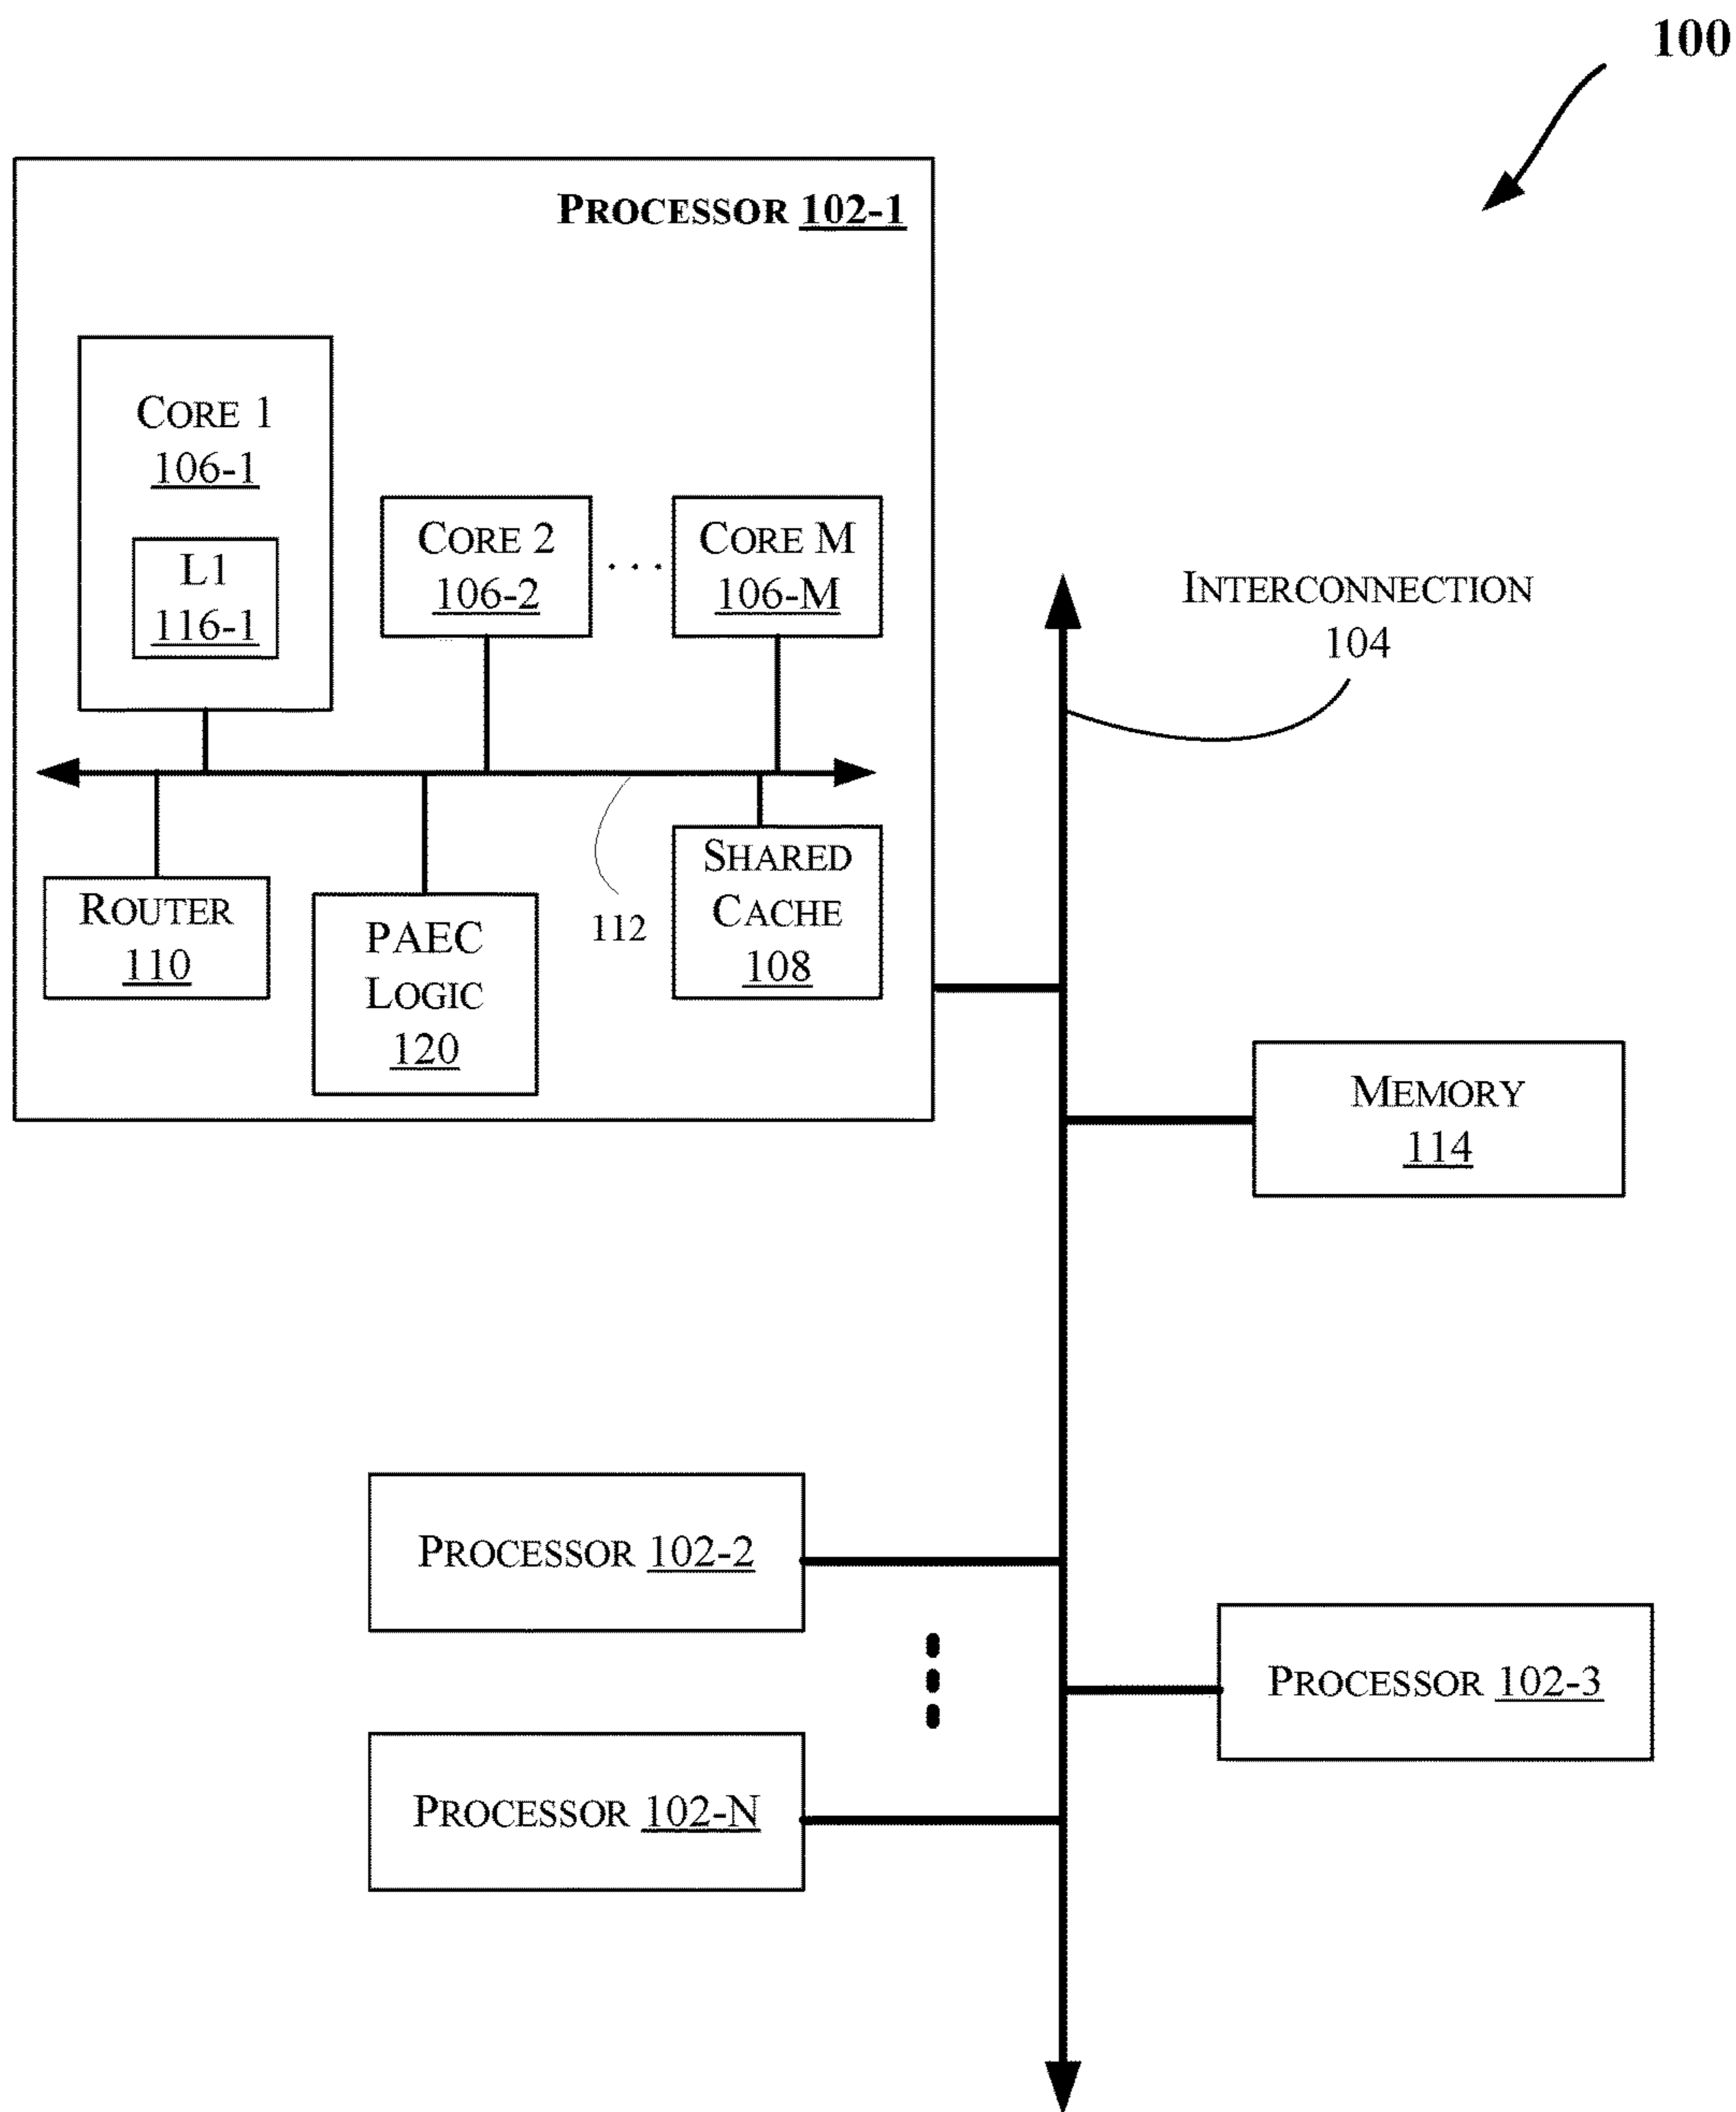 100
PROCESSOR 102-1
CORE 1
106-1
L1
116-1
CORE 2
106-2
. . .
CORE M
106-M
INTERCONNECTION
104
ROUTER
110
PAEC
LOGIC
120
112
SHARED
CACHE
108
MEMORY
114
PROCESSOR 102-2
PROCESSOR 102-3
PROCESSOR 102-N